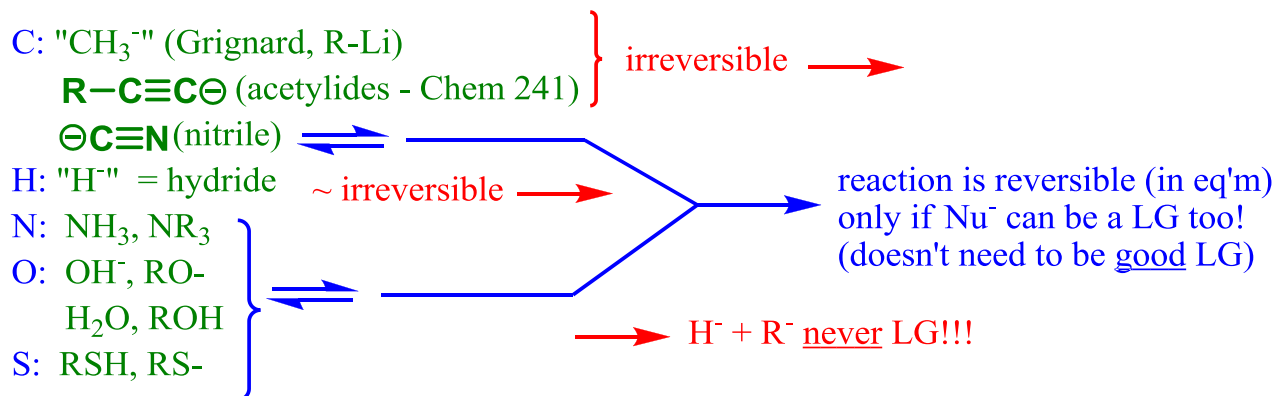 C: "CH₃⁻" (Grignard, R-Li)
R—C≡C⊖ (acetylides - Chem 241)
irreversible
⊖C≡N (nitrile)
H: "H⁻" = hydride
~ irreversible
reaction is reversible (in eq'm)
only if Nu⁻ can be a LG too!
(doesn't need to be good LG)
N: NH₃, NR₃
O: OH⁻, RO-
H₂O, ROH
S: RSH, RS-
H⁻ + R⁻ never LG!!!